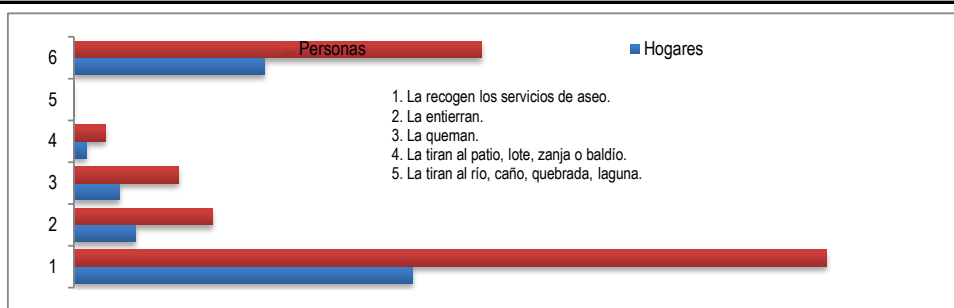 Personas
Hogares
6
5
4
3
2
1
1. La recogen los servicios de aseo.
2. La entierran.
3. La queman.
4. La tiran al patio, lote, zanja o baldío.
5. La tiran al río, caño, quebrada, laguna.